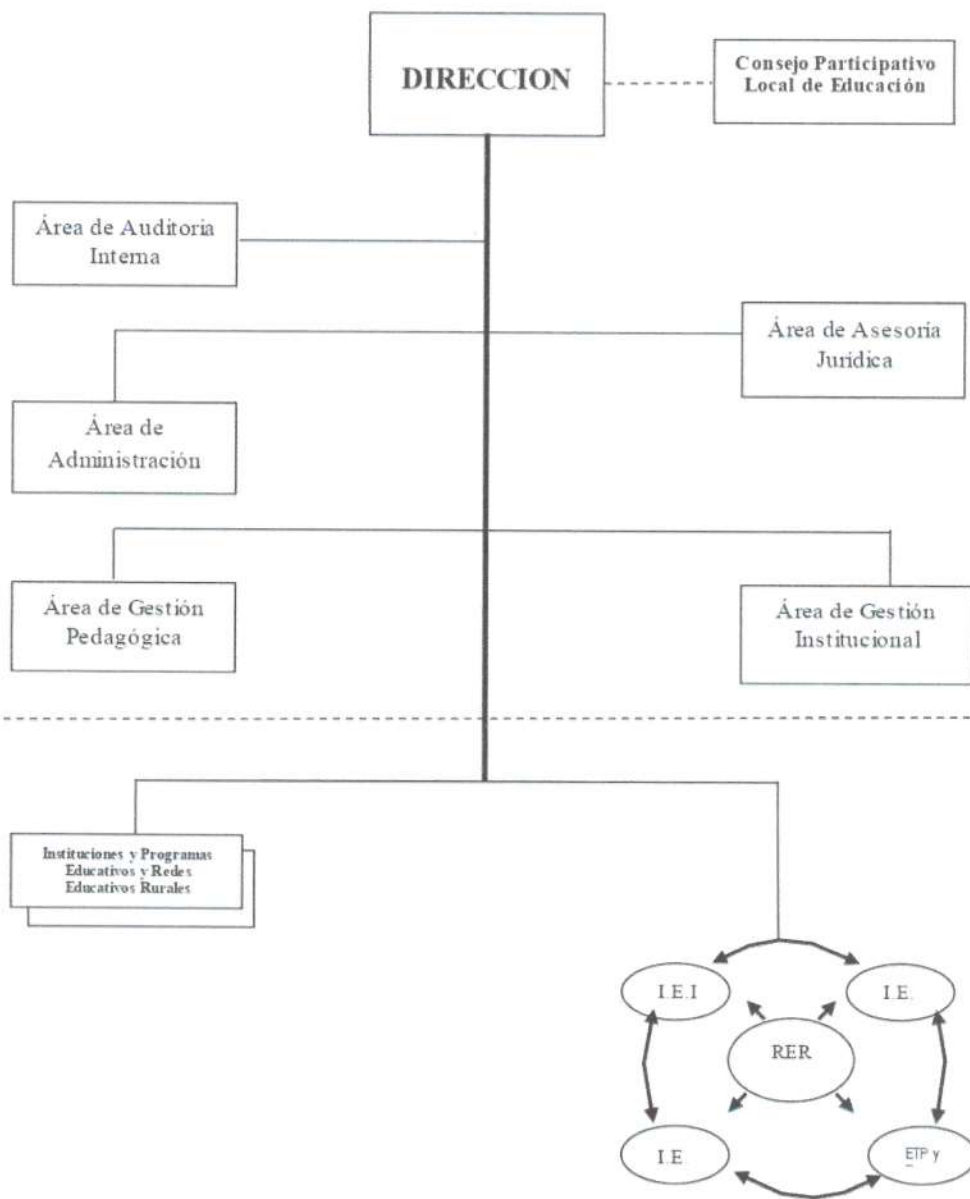 DIRECCION
Consejo Participativo
Local de Educación
Área de Auditoria
Interna
Área de Asesoría
Jurídica
Área de
Administración
Área de Gestión
Pedagógica
Área de Gestión
Institucional
Instituciones y Programas
Educativos y Redes
Educativos Rurales
I.E.I
I.E.
RER
I.E
ETP y